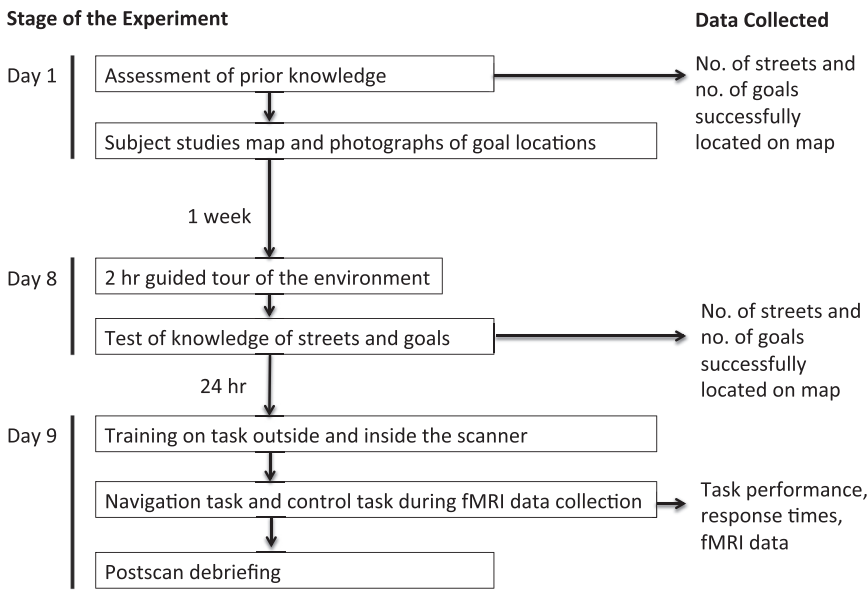 Stage of the Experiment
Data Collected
Day 1
Assessment of prior knowledge
No. of streets and
no. of goals
successfully
located on map
Subject studies map and photographs of goal locations
1 week
Day 8
2 hr guided tour of the environment
Test of knowledge of streets and goals
No. of streets and
no. of goals
successfully
located on map
24 hr
Day 9
Training on task outside and inside the scanner
Navigation task and control task during fMRI data collection
Task performance,
response times,
fMRI data
Postscan debriefing